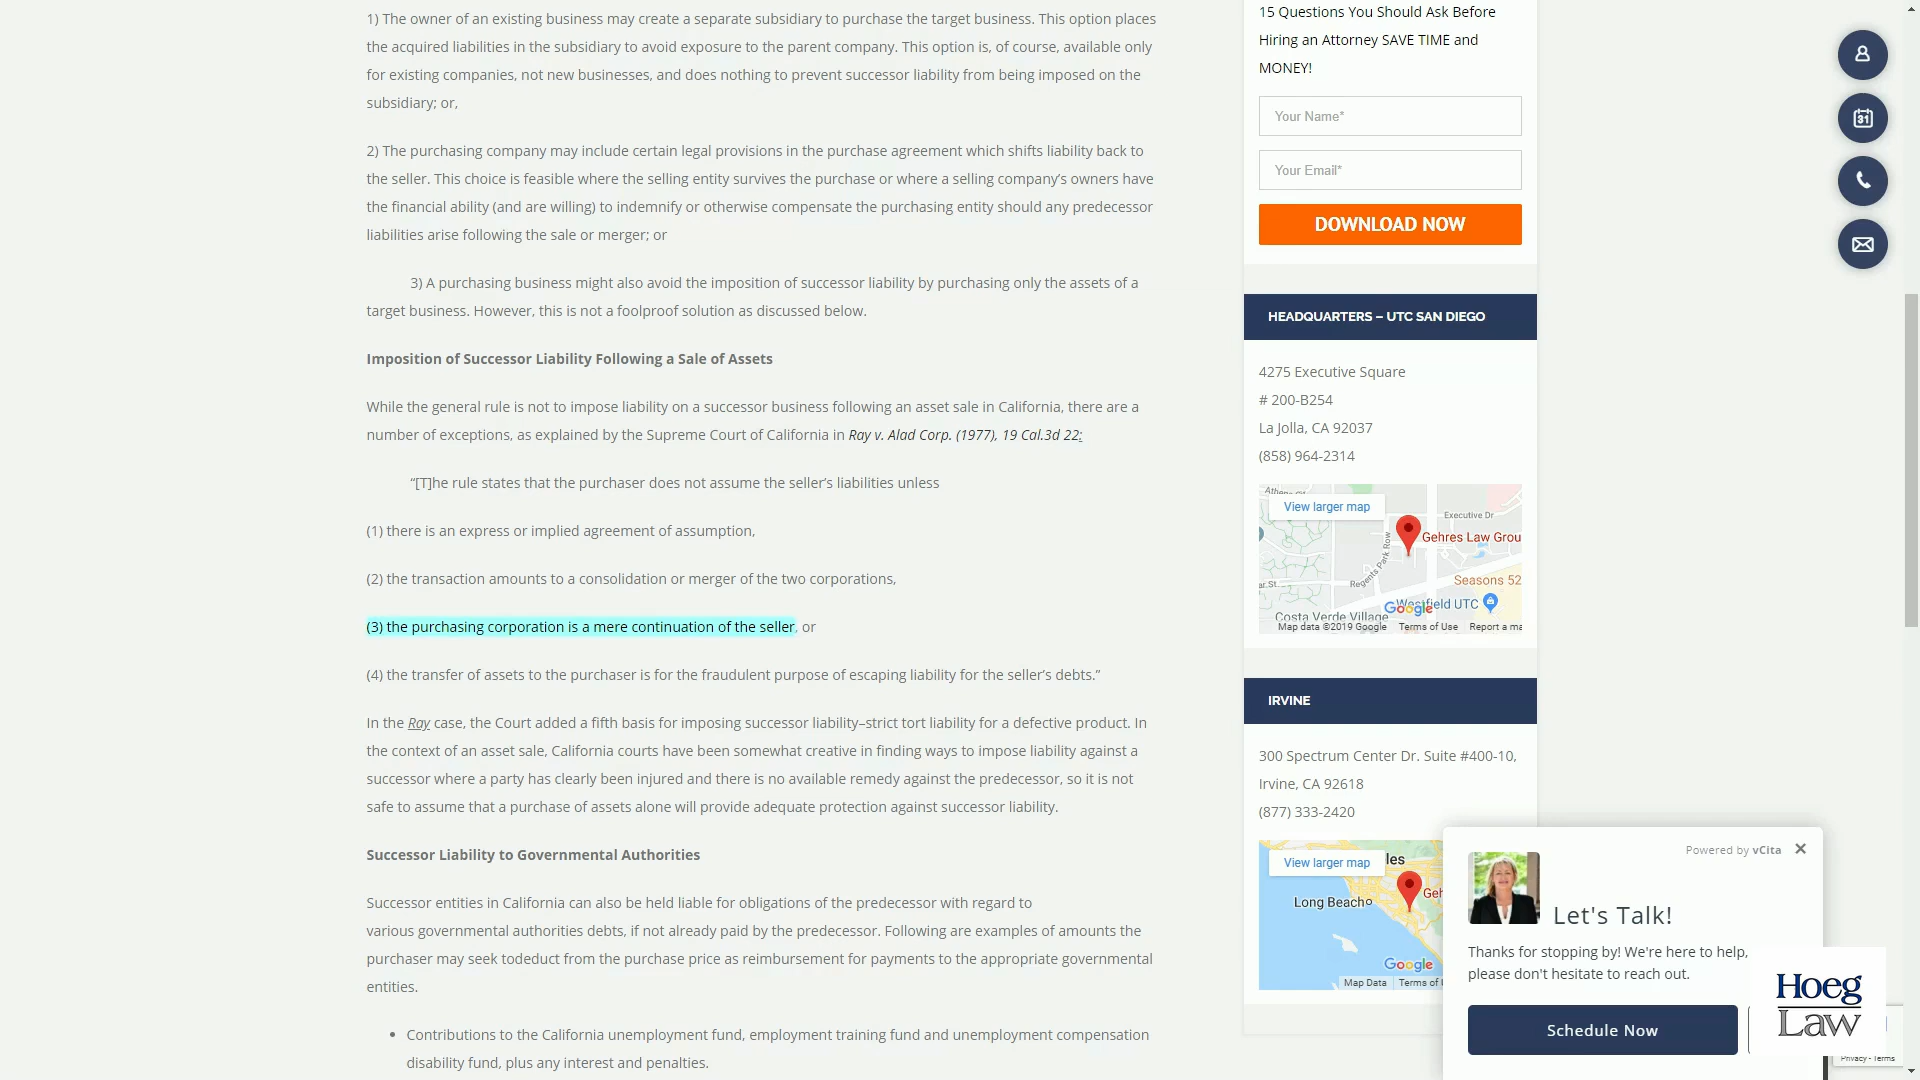 1) The owner of an existing business may create a separate subsidiary to purchase the target business. This option places
the acquired liabilities in the subsidiary to avoid exposure to the parent company. This option is, of course, available only
for existing companies, not new businesses, and does nothing to prevent successor liability from being imposed on the
subsidiary; or,
2) The purchasing company may include certain legal provisions in the purchase agreement which shifts liability back to
the seller. This choice is feasible where the selling entity survives the purchase or where a selling company’s owners have
the financial ability (and are willing) to indemnify or otherwise compensate the purchasing entity should any predecessor
liabilities arise following the sale or merger; or
3) A purchasing business might also avoid the imposition of successor liability by purchasing only the assets of a
target business. However, this is not a foolproof solution as discussed below.
Imposition of Successor Liability Following a Sale of Assets
While the general rule is not to impose liability on a successor business following an asset sale in California, there are a
number of exceptions, as explained by the Supreme Court of California in Ray v. Alad Corp. (1977), 19 Cal.3d 22:
“[T]he rule states that the purchaser does not assume the seller’s liabilities unless
(1) there is an express or implied agreement of assumption,
(2) the transaction amounts to a consolidation or merger of the two corporations,
(3) the purchasing corporation is a mere continuation of the seller, or
(4) the transfer of assets to the purchaser is for the fraudulent purpose of escaping liability for the seller’s debts.”
In the Ray case, the Court added a fifth basis for imposing successor liability–strict tort liability for a defective product. In
the context of an asset sale, California courts have been somewhat creative in finding ways to impose liability against a
successor where a party has clearly been injured and there is no available remedy against the predecessor, so it is not
safe to assume that a purchase of assets alone will provide adequate protection against successor liability.
Successor Liability to Governmental Authorities
Successor entities in California can also be held liable for obligations of the predecessor with regard to
various governmental authorities debts, if not already paid by the predecessor. Following are examples of amounts the
purchaser may seek todeduct from the purchase price as reimbursement for payments to the appropriate governmental
entities.
• Contributions to the California unemployment fund, employment training fund and unemployment compensation
disability fund, plus any interest and penalties.
15 Questions You Should Ask Before
Hiring an Attorney SAVE TIME and
MONEY!
Your Name*
Your Email*
DOWNLOAD NOW
HEADQUARTERS – UTC SAN DIEGO
4275 Executive Square
# 200-B254
La Jolla, CA 92037
(858) 964-2314
View larger map
Executive Dr
Regents Park Row
Gehres Law Grou
Seasons 52
Westfield UTC
Costa Verde Village
Google
Map data ©2019 Google Terms of Use Report a ma
IRVINE
300 Spectrum Center Dr. Suite #400-10,
Irvine, CA 92618
(877) 333-2420
View larger map
les
Long Beach
Geh
Google
Map Data Terms of U
31
Powered by vCita
Let's Talk!
Thanks for stopping by! We're here to help,
please don't hesitate to reach out.
Schedule Now
Hoeg
Law
Privacy - Terms